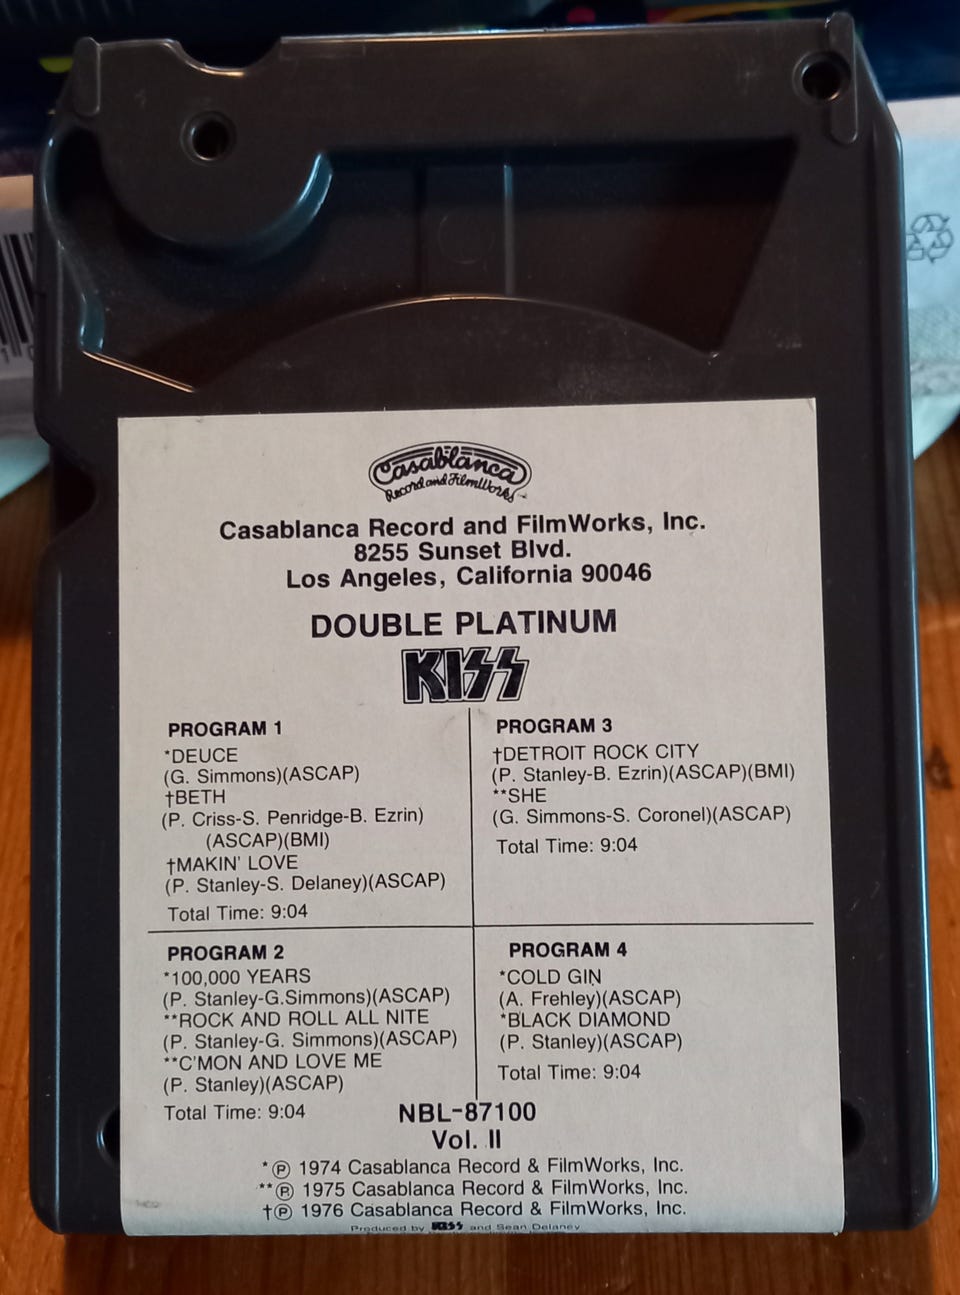 Casablanca
Record and FilmWorks
Casablanca Record and FilmWorks, Inc.
8255 Sunset Blvd.
Los Angeles, California 90046
DOUBLE PLATINUM
KISS
PROGRAM 1
*DEUCE
(G. Simmons)(ASCAP)
†BETH
(P. Criss-S. Penridge-B. Ezrin)
(ASCAP)(BMI)
†MAKIN' LOVE
(P. Stanley-S. Delaney)(ASCAP)
Total Time: 9:04
PROGRAM 3
†DETROIT ROCK CITY
(P. Stanley-B. Ezrin)(ASCAP)(BMI)
**SHE
(G. Simmons-S. Coronel)(ASCAP)
Total Time: 9:04
PROGRAM 2
*100,000 YEARS
(P. Stanley-G.Simmons)(ASCAP)
**ROCK AND ROLL ALL NITE
(P. Stanley-G. Simmons)(ASCAP)
**C'MON AND LOVE ME
(P. Stanley)(ASCAP)
Total Time: 9:04
PROGRAM 4
*COLD GIN
(A. Frehley)(ASCAP)
*BLACK DIAMOND
(P. Stanley)(ASCAP)
Total Time: 9:04
NBL-87100
Vol. II
*Ⓟ 1974 Casablanca Record & FilmWorks, Inc.
**Ⓟ 1975 Casablanca Record & FilmWorks, Inc.
†Ⓟ 1976 Casablanca Record & FilmWorks, Inc.
Produced by KISS and Sean Delaney